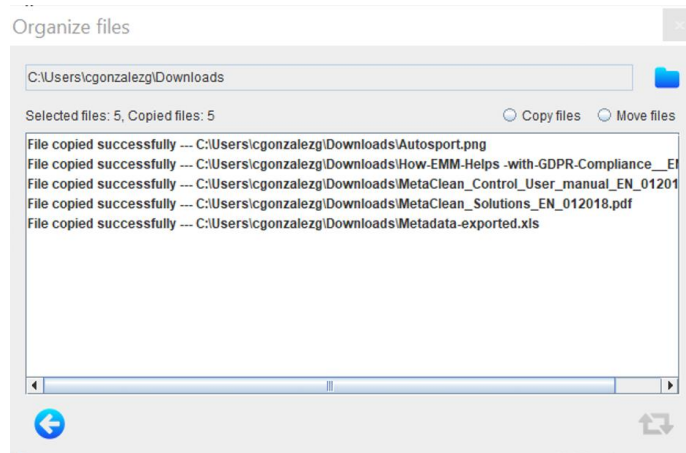 Organize files
C:\Users\cgonzalezg\Downloads
Selected files: 5, Copied files: 5
Copy files
Move files
File copied successfully --- C:\Users\cgonzalezg\Downloads\Autosport.png
File copied successfully --- C:\Users\cgonzalezg\Downloads\How-EMM-Helps -with-GDPR-Compliance__EN
File copied successfully --- C:\Users\cgonzalezg\Downloads\MetaClean_Control_User_manual_EN_01201
File copied successfully --- C:\Users\cgonzalezg\Downloads\MetaClean_Solutions_EN_012018.pdf
File copied successfully --- C:\Users\cgonzalezg\Downloads\Metadata-exported.xls